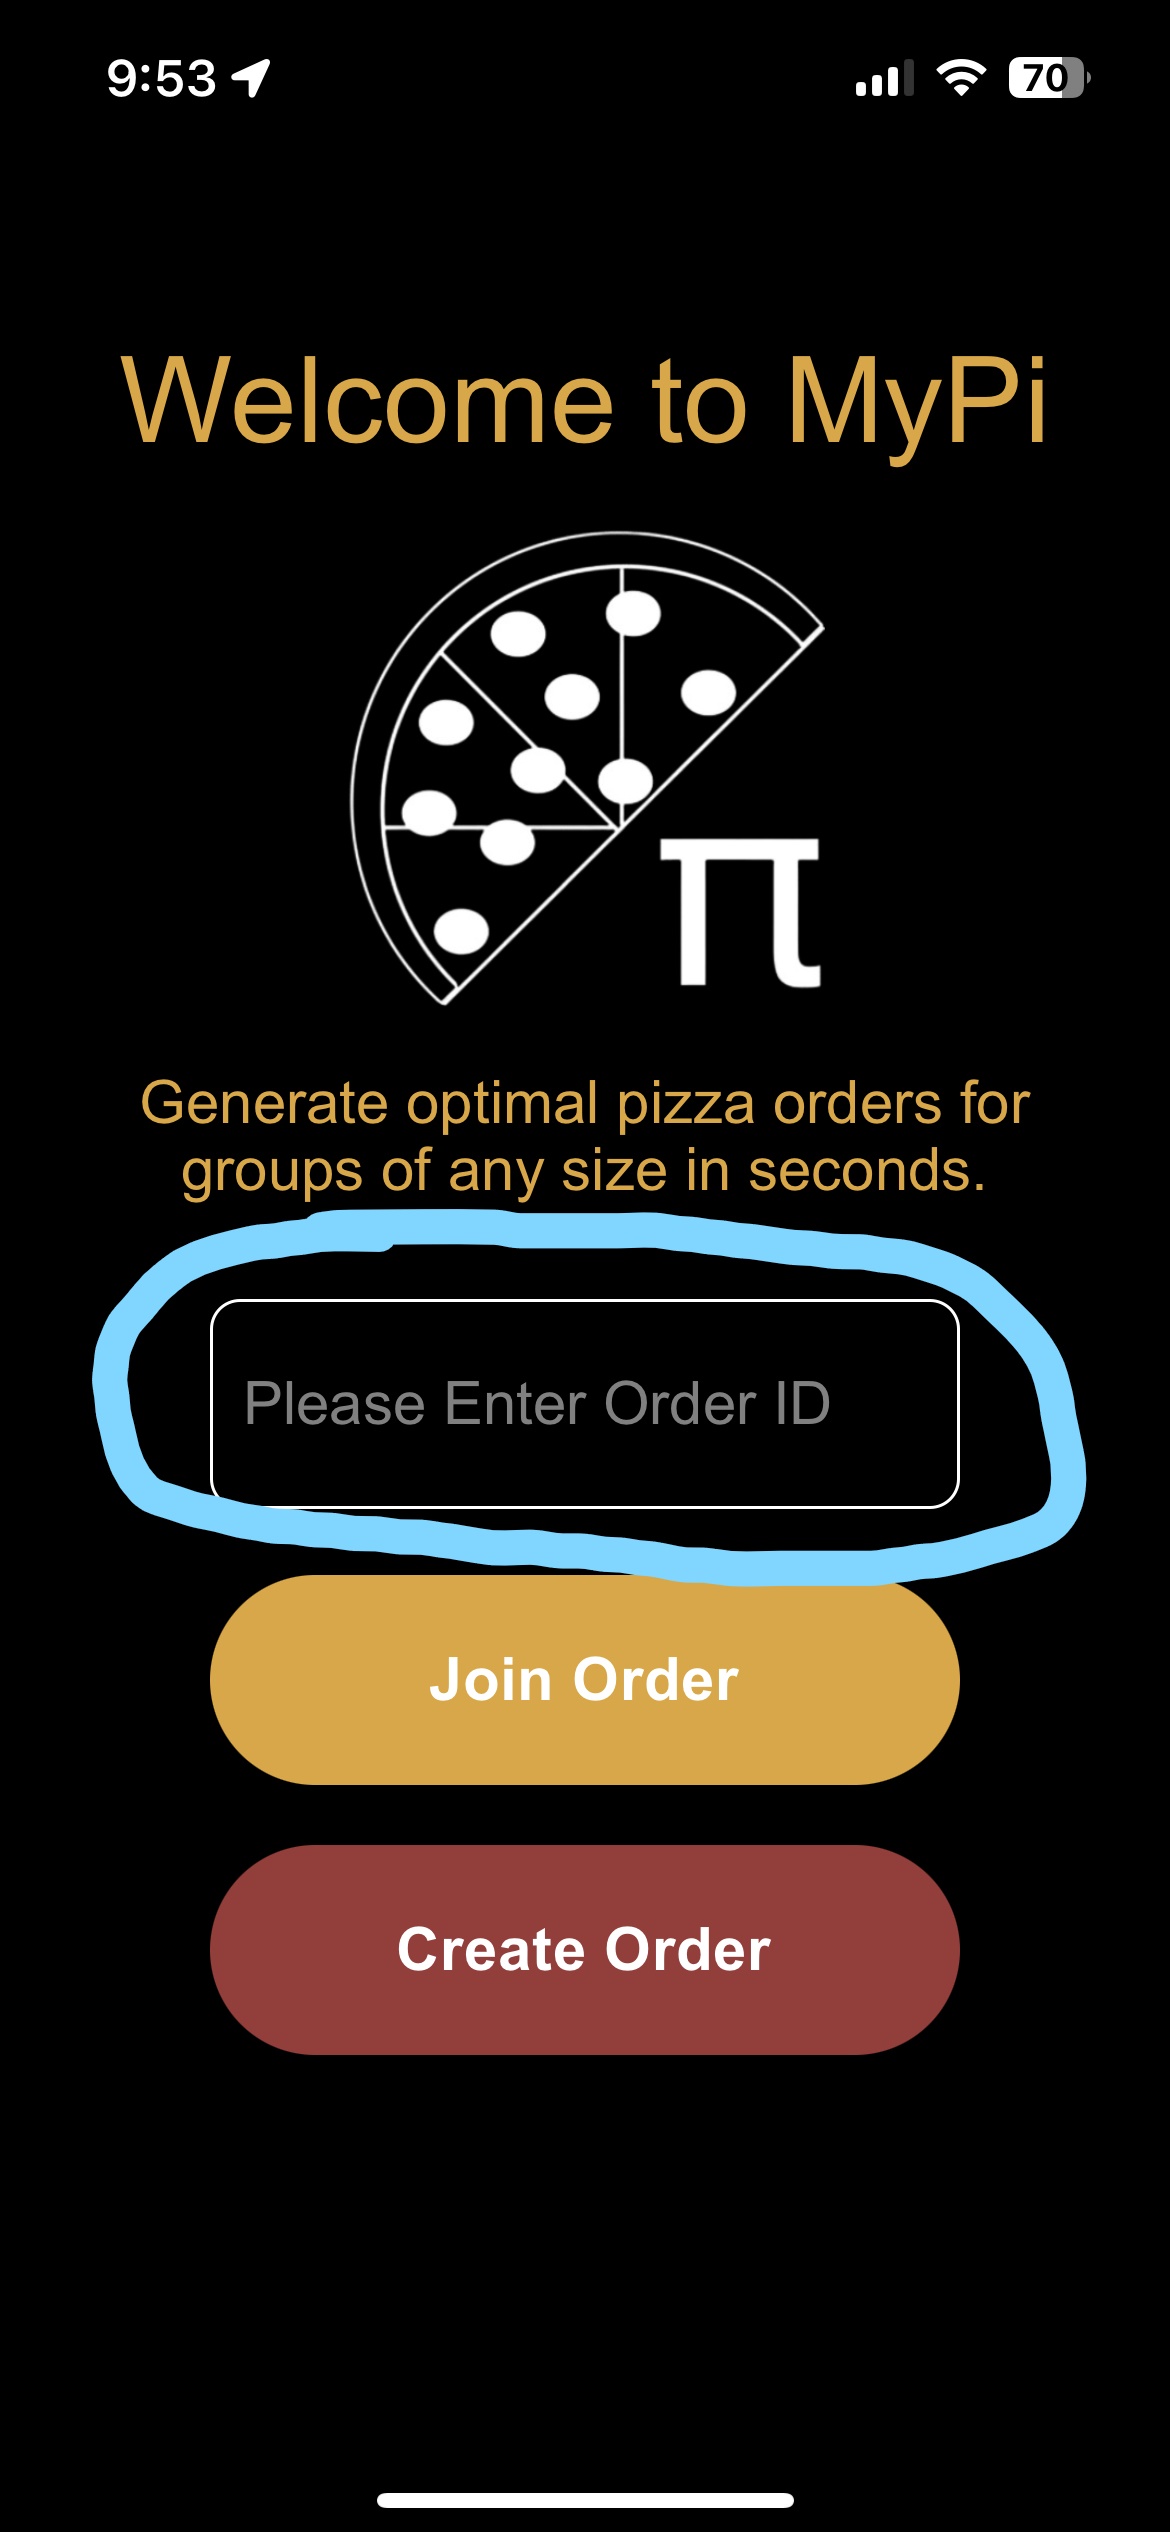 9:53
70
Welcome to MyPi
π
Generate optimal pizza orders for
groups of any size in seconds.
Please Enter Order ID
Join Order
Create Order